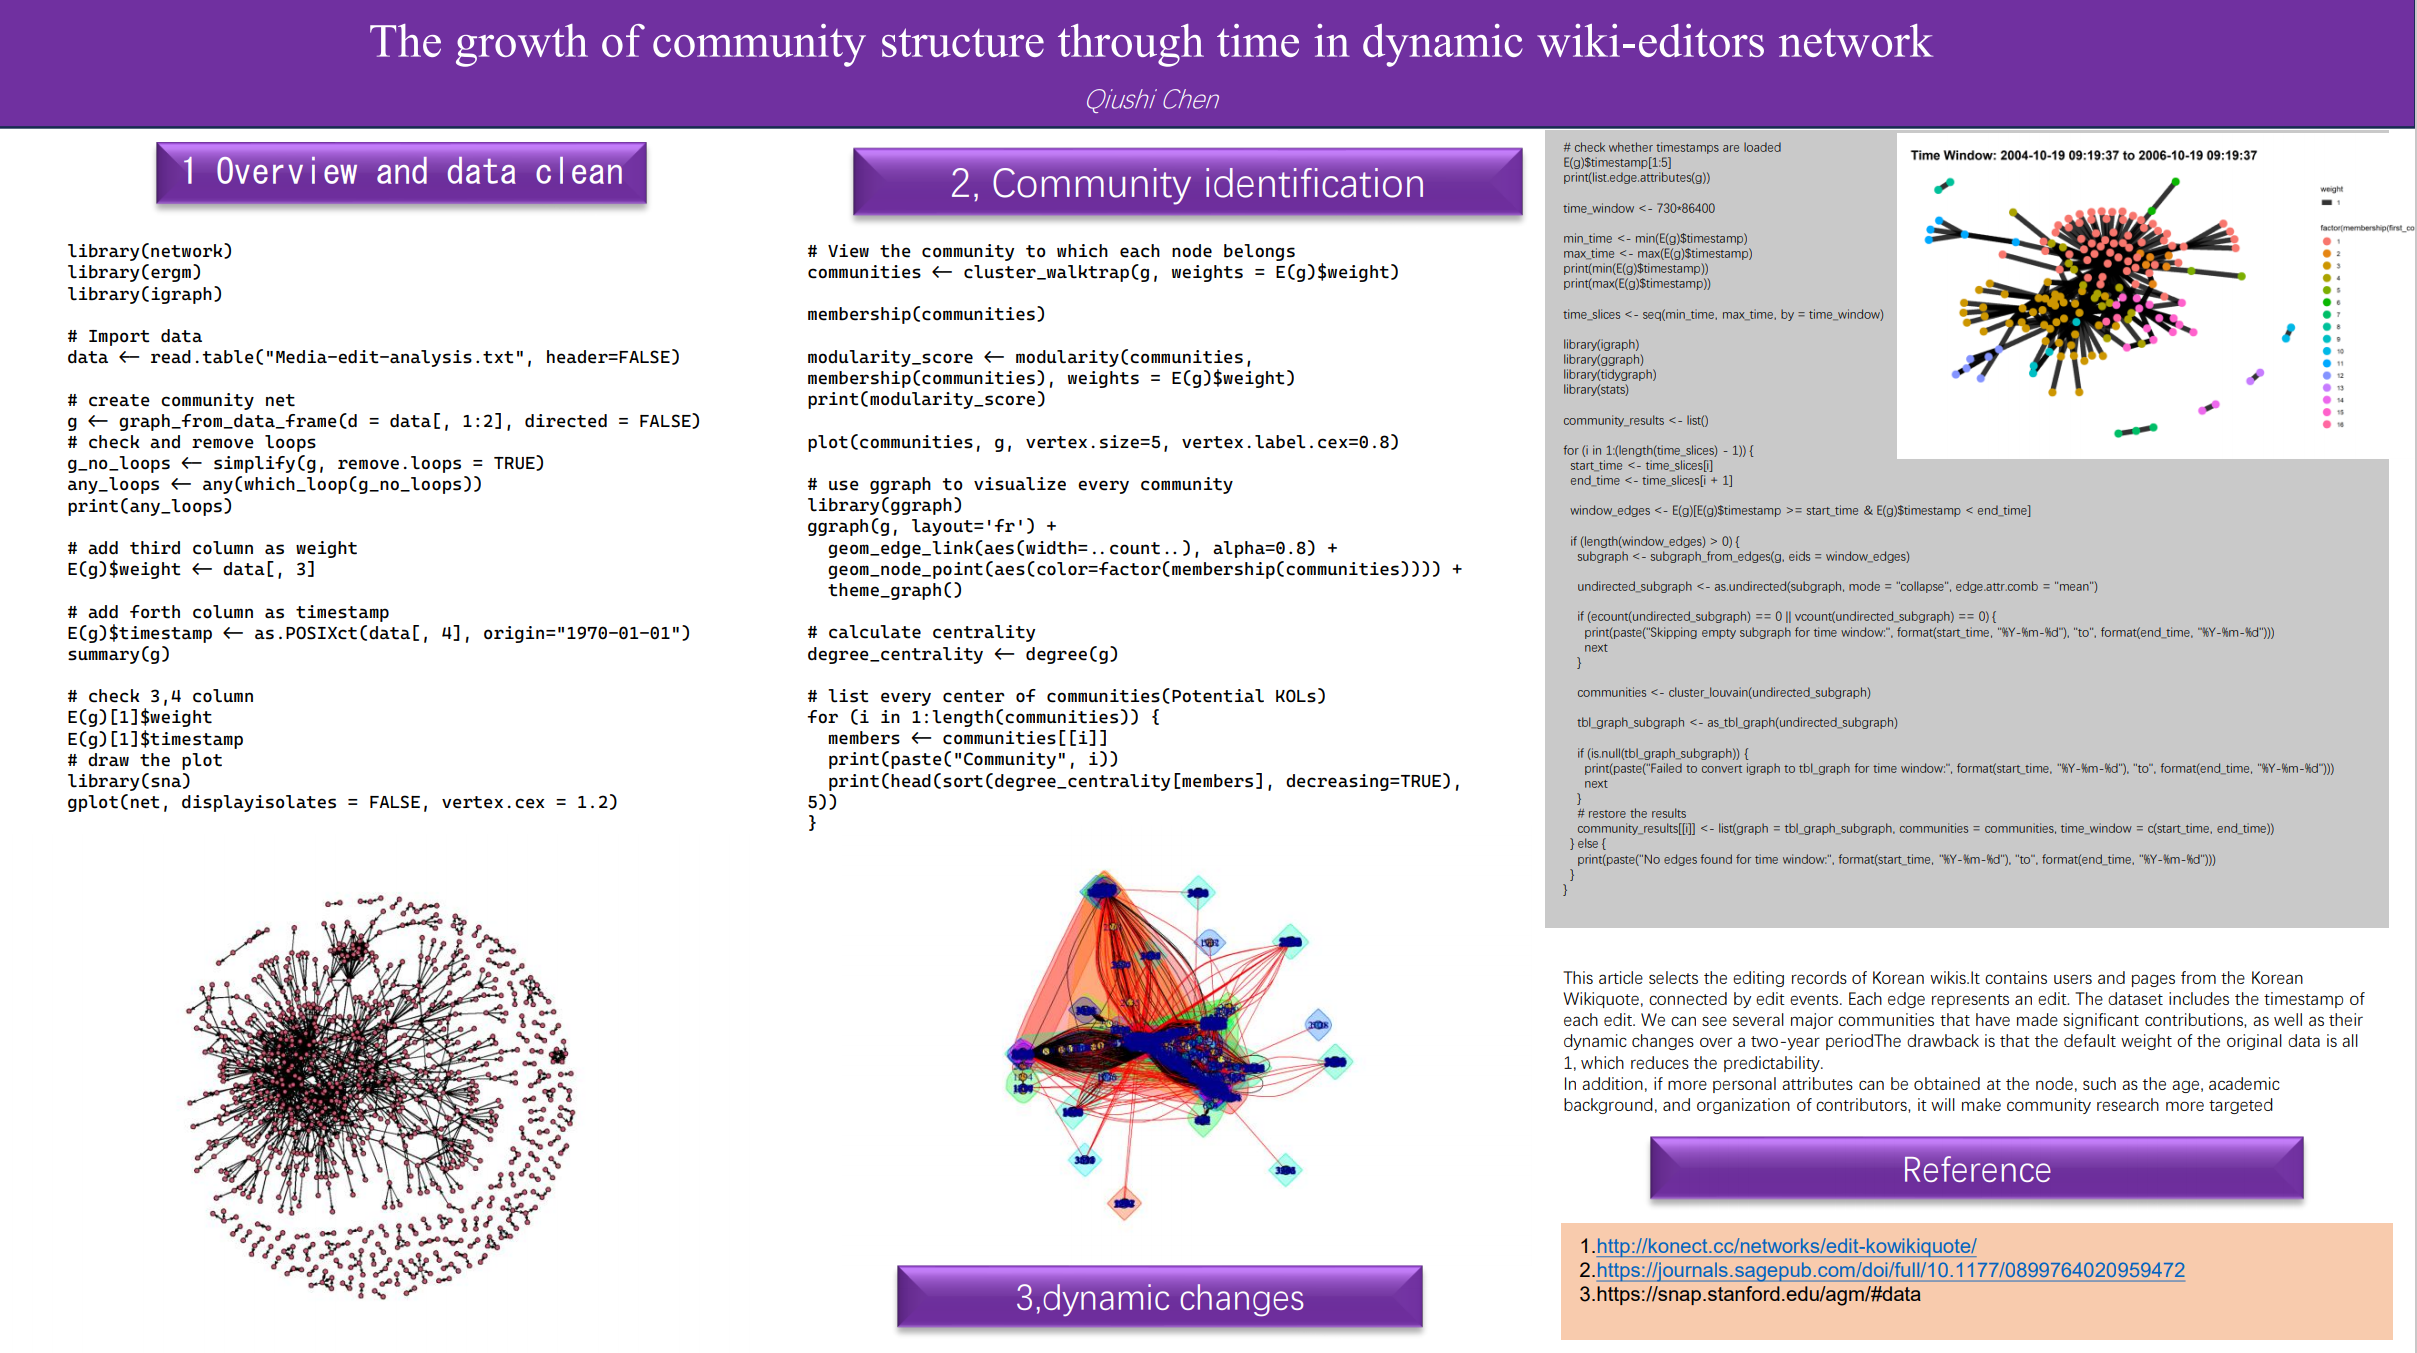 The growth of community structure through time in dynamic wiki-editors network
Qiushi Chen
1 Overview and data clean
library(network)
library(ergm)
library(igraph)
# Import data
data <- read.table("Media-edit-analysis.txt", header=FALSE)
# create community net
g <- graph_from_data_frame(d = data[, 1:2], directed = FALSE)
# check and remove loops
g_no_loops <- simplify(g, remove.loops = TRUE)
any_loops <- any(which_loop(g_no_loops))
print(any_loops)
# add third column as weight
E(g)$weight <- data[, 3]
# add forth column as timestamp
E(g)$timestamp <- as.POSIXct(data[, 4], origin="1970-01-01")
summary(g)
# check 3,4 column
E(g)[1]$weight
E(g)[1]$timestamp
# draw the plot
library(sna)
gplot(net, displayisolates = FALSE, vertex.cex = 1.2)
2, Community identification
# View the community to which each node belongs
communities <- cluster_walktrap(g, weights = E(g)$weight)
membership(communities)
modularity_score <- modularity(communities,
membership(communities), weights = E(g)$weight)
print(modularity_score)
plot(communities, g, vertex.size=5, vertex.label.cex=0.8)
# use ggraph to visualize every community
library(ggraph)
ggraph(g, layout='fr') +
geom_edge_link(aes(width=..count..), alpha=0.8) +
geom_node_point(aes(color=factor(membership(communities)))) +
theme_graph()
# calculate centrality
degree_centrality <- degree(g)
# list every center of communities(Potential KOLs)
for (i in 1:length(communities)) {
members <- communities[[i]]
print(paste("Community", i))
print(head(sort(degree_centrality[members], decreasing=TRUE),
5))
}
3,dynamic changes
# check whether timestamps are loaded
E(g)$timestamp[1:5]
print(list.edge.attributes(g))
time_window <- 730*86400
min_time <- min(E(g)$timestamp)
max_time <- max(E(g)$timestamp)
print(min(E(g)$timestamp))
print(max(E(g)$timestamp))
time_slices <- seq(min_time, max_time, by = time_window)
library(igraph)
library(ggraph)
library(tidygraph)
library(stats)
community_results <- list()
for (i in 1:(length(time_slices) - 1)) {
start_time <- time_slices[i]
end_time <- time_slices[i + 1]
window_edges <- E(g)[E(g)$timestamp >= start_time & E(g)$timestamp < end_time]
if (length(window_edges) > 0) {
subgraph <- subgraph_from_edges(g, eids = window_edges)
undirected_subgraph <- as.undirected(subgraph, mode = "collapse", edge.attr.comb = "mean")
if (ecount(undirected_subgraph) == 0 || vcount(undirected_subgraph) == 0) {
print(paste("Skipping empty subgraph for time window:", format(start_time, "%Y-%m-%d"), "to", format(end_time, "%Y-%m-%d")))
next
}
communities <- cluster_louvain(undirected_subgraph)
tbl_graph_subgraph <- as_tbl_graph(undirected_subgraph)
if (is.null(tbl_graph_subgraph)) {
print(paste("Failed to convert igraph to tbl_graph for time window:", format(start_time, "%Y-%m-%d"), "to", format(end_time, "%Y-%m-%d")))
next
}
# restore the results
community_results[[i]] <- list(graph = tbl_graph_subgraph, communities = communities, time_window = c(start_time, end_time))
} else {
print(paste("No edges found for time window:", format(start_time, "%Y-%m-%d"), "to", format(end_time, "%Y-%m-%d")))
}
}
Time Window: 2004-10-19 09:19:37 to 2006-10-19 09:19:37
weight
1
factor(membership(first_co
1
2
3
4
5
6
7
8
9
10
11
12
13
14
15
16
This article selects the editing records of Korean wikis.It contains users and pages from the Korean
Wikiquote, connected by edit events. Each edge represents an edit. The dataset includes the timestamp of
each edit. We can see several major communities that have made significant contributions, as well as their
dynamic changes over a two-year periodThe drawback is that the default weight of the original data is all
1, which reduces the predictability.
In addition, if more personal attributes can be obtained at the node, such as the age, academic
background, and organization of contributors, it will make community research more targeted
Reference
1.http://konect.cc/networks/edit-kowikiquote/
2.https://journals.sagepub.com/doi/full/10.1177/0899764020959472
3.https://snap.stanford.edu/agm/#data